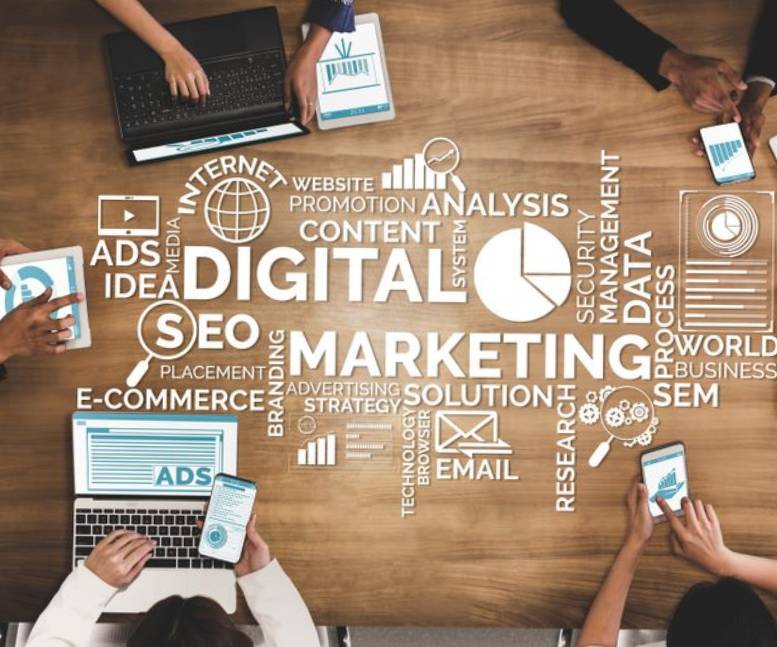 INTERNET
WEBSITE
PROMOTION
ANALYSIS
CONTENT
MEDIA
ADS
IDEA
DIGITAL
SYSTEM
SECURITY
MANAGEMENT
DATA
PROCESS
SEO
PLACEMENT
E-COMMERCE
BRANDING
MARKETING
ADVERTISING
STRATEGY
SOLUTION
WORLD
BUSINESS
SEM
TECHNOLOGY
BROWSER
EMAIL
RESEARCH
ADS